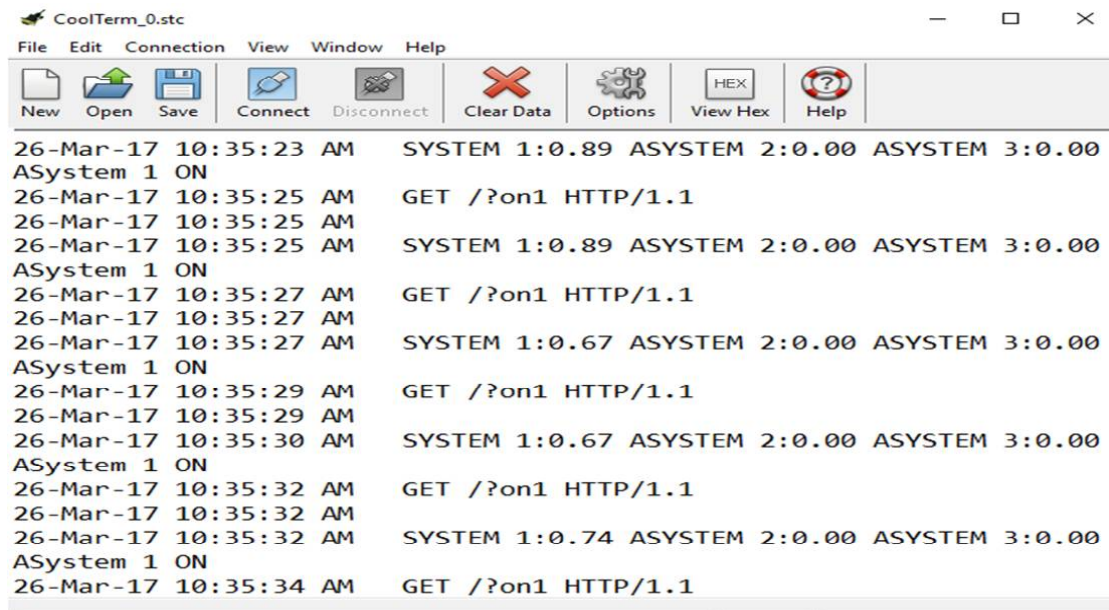 CoolTerm_0.stc
File Edit Connection View Window Help
New Open Save Connect Disconnect Clear Data Options HEX View Hex Help
26-Mar-17 10:35:23 AM SYSTEM 1:0.89 ASYSTEM 2:0.00 ASYSTEM 3:0.00
ASystem 1 ON
26-Mar-17 10:35:25 AM GET /?on1 HTTP/1.1
26-Mar-17 10:35:25 AM
26-Mar-17 10:35:25 AM SYSTEM 1:0.89 ASYSTEM 2:0.00 ASYSTEM 3:0.00
ASystem 1 ON
26-Mar-17 10:35:27 AM GET /?on1 HTTP/1.1
26-Mar-17 10:35:27 AM
26-Mar-17 10:35:27 AM SYSTEM 1:0.67 ASYSTEM 2:0.00 ASYSTEM 3:0.00
ASystem 1 ON
26-Mar-17 10:35:29 AM GET /?on1 HTTP/1.1
26-Mar-17 10:35:29 AM
26-Mar-17 10:35:30 AM SYSTEM 1:0.67 ASYSTEM 2:0.00 ASYSTEM 3:0.00
ASystem 1 ON
26-Mar-17 10:35:32 AM GET /?on1 HTTP/1.1
26-Mar-17 10:35:32 AM
26-Mar-17 10:35:32 AM SYSTEM 1:0.74 ASYSTEM 2:0.00 ASYSTEM 3:0.00
ASystem 1 ON
26-Mar-17 10:35:34 AM GET /?on1 HTTP/1.1